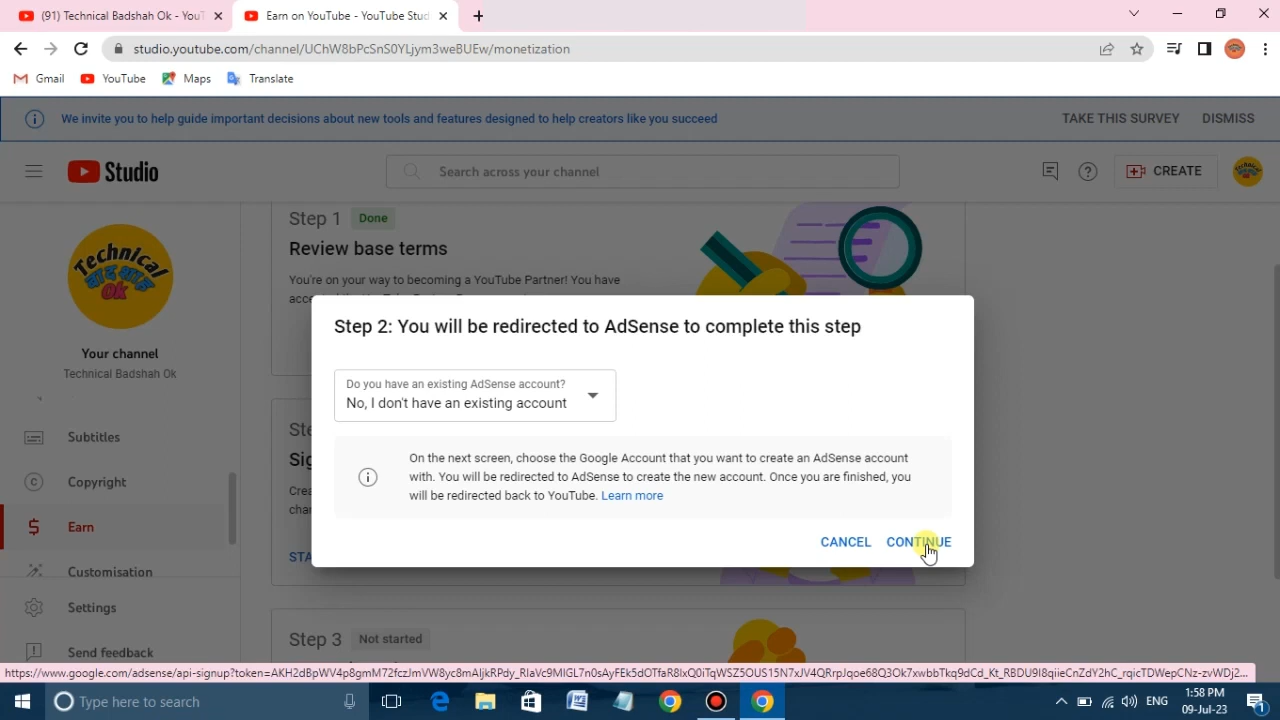 (91) Technical Badshah Ok - YouT
Earn on YouTube - YouTube Stud
studio.youtube.com/channel/UChW8bPcSnS0YLjym3weBUEw/monetization
Gmail
YouTube
Maps
Translate
We invite you to help guide important decisions about new tools and features designed to help creators like you succeed
TAKE THIS SURVEY
DISMISS
Studio
Search across your channel
CREATE
Technical
बादशाह
Ok
Your channel
Technical Badshah Ok
Subtitles
Copyright
Earn
Customisation
Settings
Send feedback
Step 1
Done
Review base terms
You're on your way to becoming a YouTube Partner! You have
Step 2: You will be redirected to AdSense to complete this step
Do you have an existing AdSense account?
No, I don't have an existing account
On the next screen, choose the Google Account that you want to create an AdSense account
with. You will be redirected to AdSense to create the new account. Once you are finished, you
will be redirected back to YouTube. Learn more
CANCEL
CONTINUE
Step 3
Not started
Type here to search
ENG
1:58 PM
09-Jul-23
1